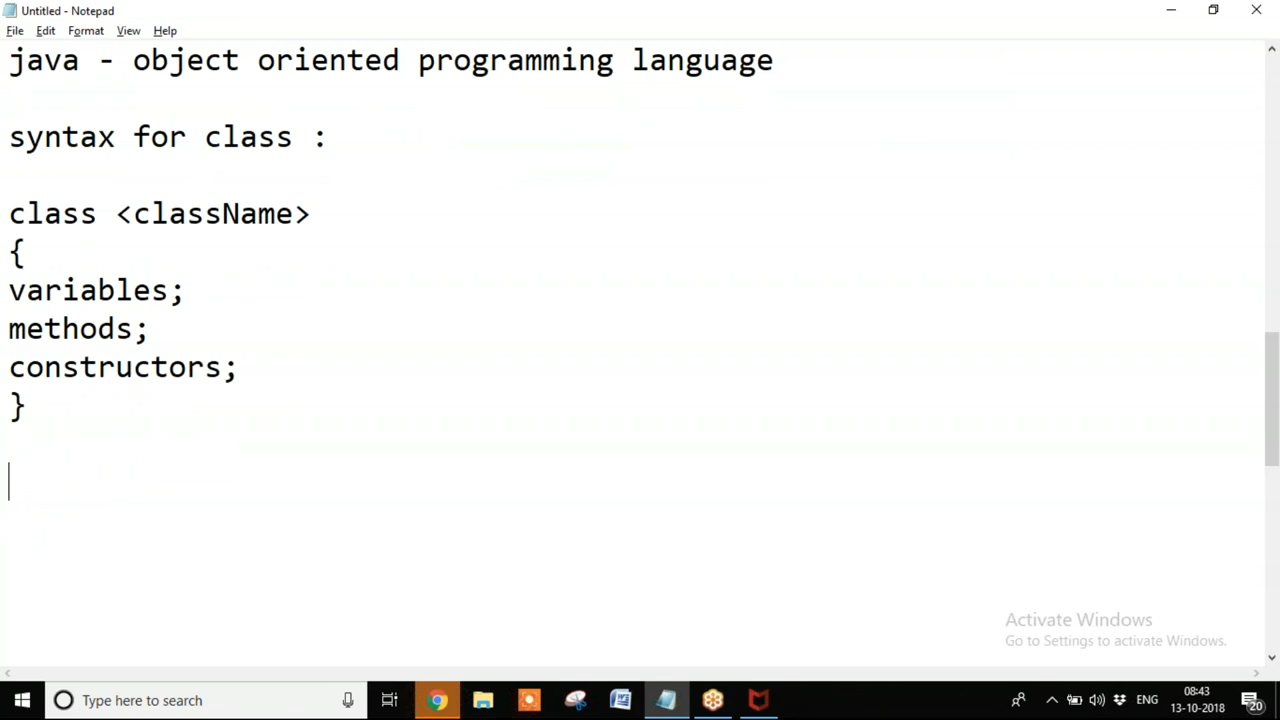 Untitled - Notepad
File Edit Format View Help
java - object oriented programming language
syntax for class :
class <className>
{
variables;
methods;
constructors;
}
Activate Windows
Go to Settings to activate Windows.
Type here to search
ENG
08:43
13-10-2018
20